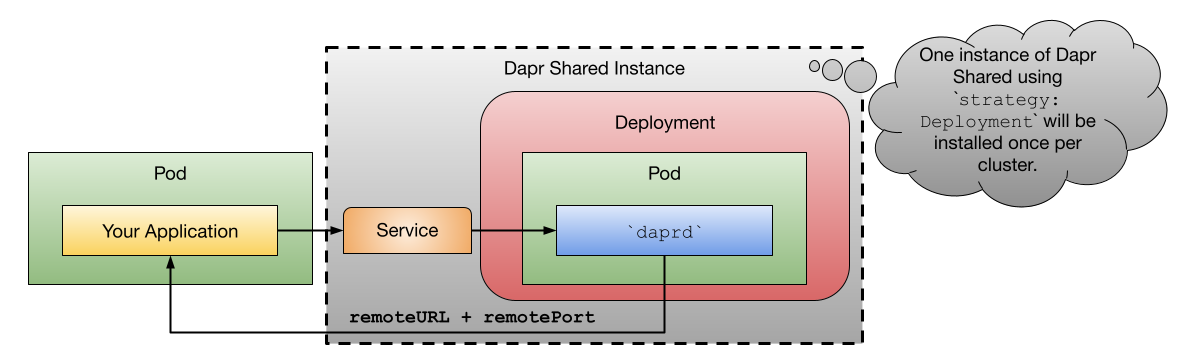 Dapr Shared Instance
Deployment
Pod
Your Application
Service
Pod
`daprd`
remoteURL + remotePort
One instance of Dapr
Shared using
`strategy:
Deployment` will be
installed once per
cluster.